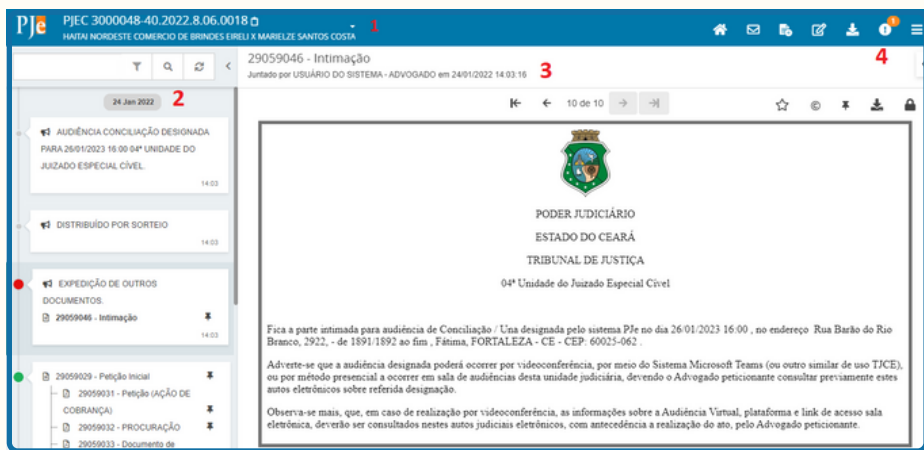 PJe
PJEC 3000048-40.2022.8.06.0018
HAITAI NORDESTE COMERCIO DE BRINDES EIRELI X MARIELZE SANTOS COSTA
1
4
24 Jan 2022
2
AUDIÊNCIA CONCILIAÇÃO DESIGNADA
PARA 26/01/2023 16:00 04ª UNIDADE DO
JUIZADO ESPECIAL CÍVEL.
14:03
DISTRIBUÍDO POR SORTEIO
14:03
EXPEDIÇÃO DE OUTROS
DOCUMENTOS.
29059046 - Intimação
14:03
29059029 - Petição Inicial
29059031 - Petição (AÇÃO DE
COBRANÇA)
29059032 - PROCURAÇÃO
29059033 - Documento de
29059046 - Intimação
Juntado por USUÁRIO DO SISTEMA - ADVOGADO em 24/01/2022 14:03:16
3
10 de 10
PODER JUDICIÁRIO
ESTADO DO CEARÁ
TRIBUNAL DE JUSTIÇA
04ª Unidade do Juizado Especial Cível
Fica a parte intimada para audiência de Conciliação / Una designada pelo sistema PJe no dia 26/01/2023 16:00 , no endereço Rua Barão do Rio
Branco, 2922, - de 1891/1892 ao fim , Fátima, FORTALEZA - CE - CEP: 60025-062 .
Adverte-se que a audiência designada poderá ocorrer por videoconferência, por meio do Sistema Microsoft Teams (ou outro similar de uso TJCE),
ou por método presencial a ocorrer em sala de audiências desta unidade judiciária, devendo o Advogado peticionante consultar previamente estes
autos eletrônicos sobre referida designação.
Observa-se mais, que, em caso de realização por videoconferência, as informações sobre a Audiência Virtual, plataforma e link de acesso sala
eletrônica, deverão ser consultados nestes autos judiciais eletrônicos, com antecedência a realização do ato, pelo Advogado peticionante.